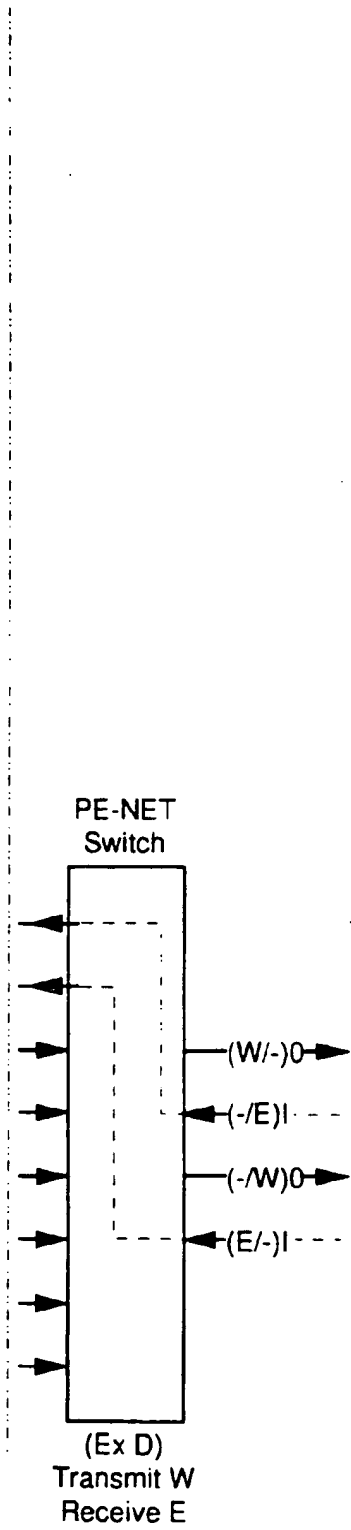 PE-NET
Switch
(W/-)0
(-/E)I
(-/W)0
(E/-)I
(Ex D)
Transmit W
Receive E